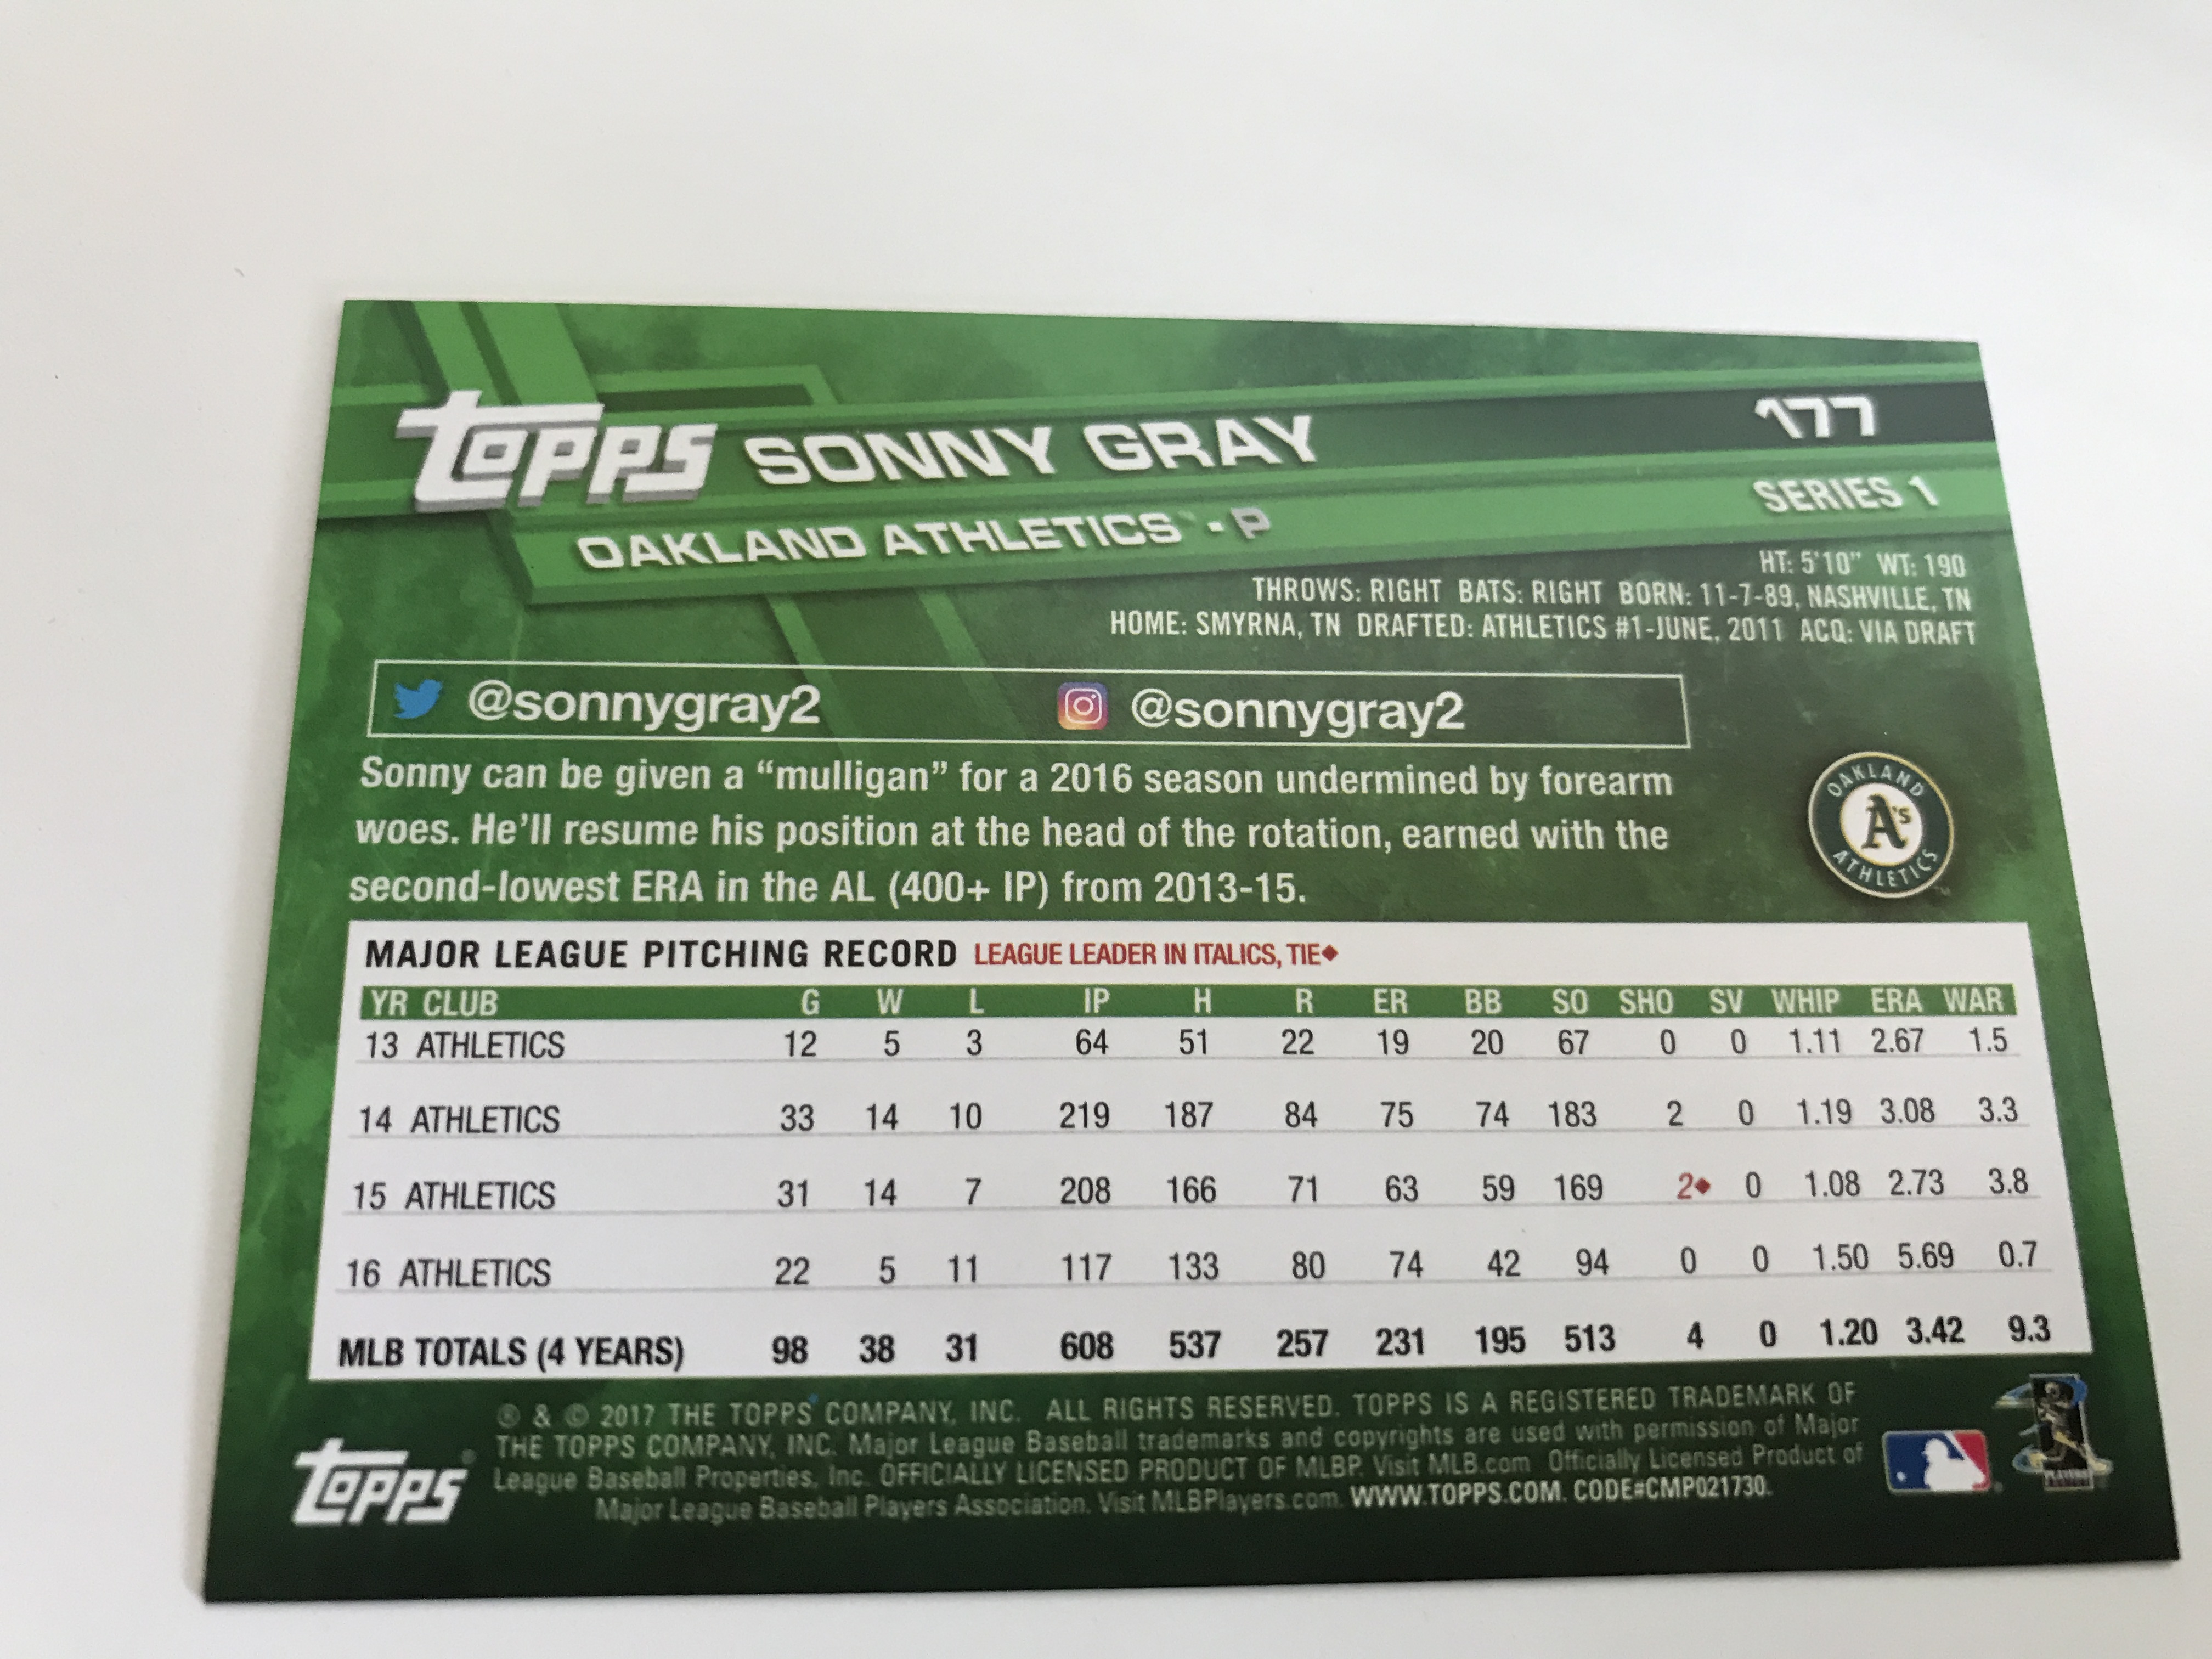 TOPPS SONNY GRAY 177
OAKLAND ATHLETICS™ - P SERIES 1
HT: 5'10" WT: 190
THROWS: RIGHT BATS: RIGHT BORN: 11-7-89, NASHVILLE, TN
HOME: SMYRNA, TN DRAFTED: ATHLETICS #1-JUNE, 2011 ACQ: VIA DRAFT
@sonnygray2 @sonnygray2
Sonny can be given a “mulligan” for a 2016 season undermined by forearm
woes. He’ll resume his position at the head of the rotation, earned with the
second-lowest ERA in the AL (400+ IP) from 2013-15.
OAKLAND A's ATHLETICS ™
MAJOR LEAGUE PITCHING RECORD LEAGUE LEADER IN ITALICS, TIE◆
YR CLUB G W L IP H R ER BB SO SHO SV WHIP ERA WAR
13 ATHLETICS 12 5 3 64 51 22 19 20 67 0 0 1.11 2.67 1.5
14 ATHLETICS 33 14 10 219 187 84 75 74 183 2 0 1.19 3.08 3.3
15 ATHLETICS 31 14 7 208 166 71 63 59 169 2◆ 0 1.08 2.73 3.8
16 ATHLETICS 22 5 11 117 133 80 74 42 94 0 0 1.50 5.69 0.7
MLB TOTALS (4 YEARS) 98 38 31 608 537 257 231 195 513 4 0 1.20 3.42 9.3
® & © 2017 THE TOPPS COMPANY, INC. ALL RIGHTS RESERVED. TOPPS IS A REGISTERED TRADEMARK OF
THE TOPPS COMPANY, INC. Major League Baseball trademarks and copyrights are used with permission of Major
League Baseball Properties, Inc. OFFICIALLY LICENSED PRODUCT OF MLBP. Visit MLB.com Officially Licensed Product of
Major League Baseball Players Association. Visit MLBPlayers.com. WWW.TOPPS.COM. CODE#CMP021730.
TOPPS®